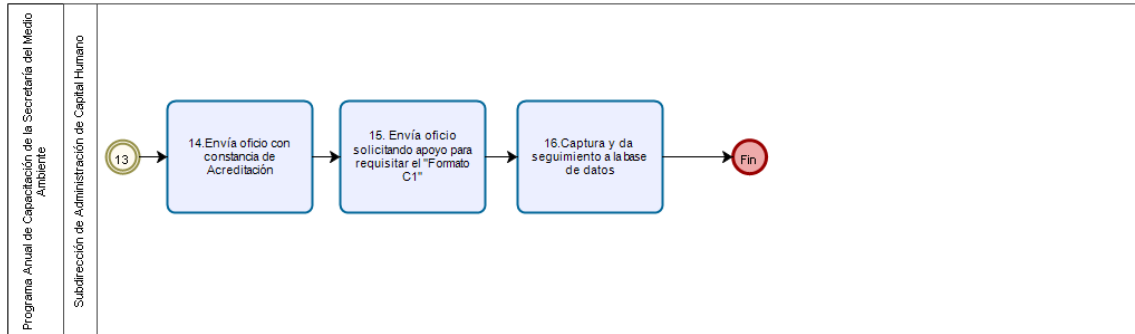 Programa Anual de Capacitación de la Secretaría del Medio
Ambiente
Subdirección de Administración de Capital Humano
13
14.Envía oficio con
constancia de
Acreditación
15. Envía oficio
solicitando apoyo para
requisitar el "Formato
C1"
16.Captura y da
seguimiento a la base
de datos
Fin